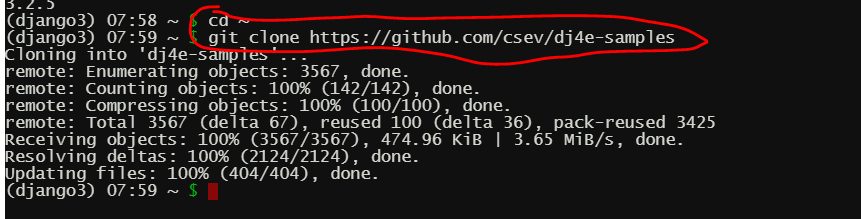 3.2.5
(django3) 07:58 ~ $ cd ~
(django3) 07:59 ~ $ git clone https://github.com/csev/dj4e-samples
Cloning into 'dj4e-samples'...
remote: Enumerating objects: 3567, done.
remote: Counting objects: 100% (142/142), done.
remote: Compressing objects: 100% (100/100), done.
remote: Total 3567 (delta 67), reused 100 (delta 36), pack-reused 3425
Receiving objects: 100% (3567/3567), 474.96 KiB | 3.65 MiB/s, done.
Resolving deltas: 100% (2124/2124), done.
Updating files: 100% (404/404), done.
(django3) 07:59 ~ $